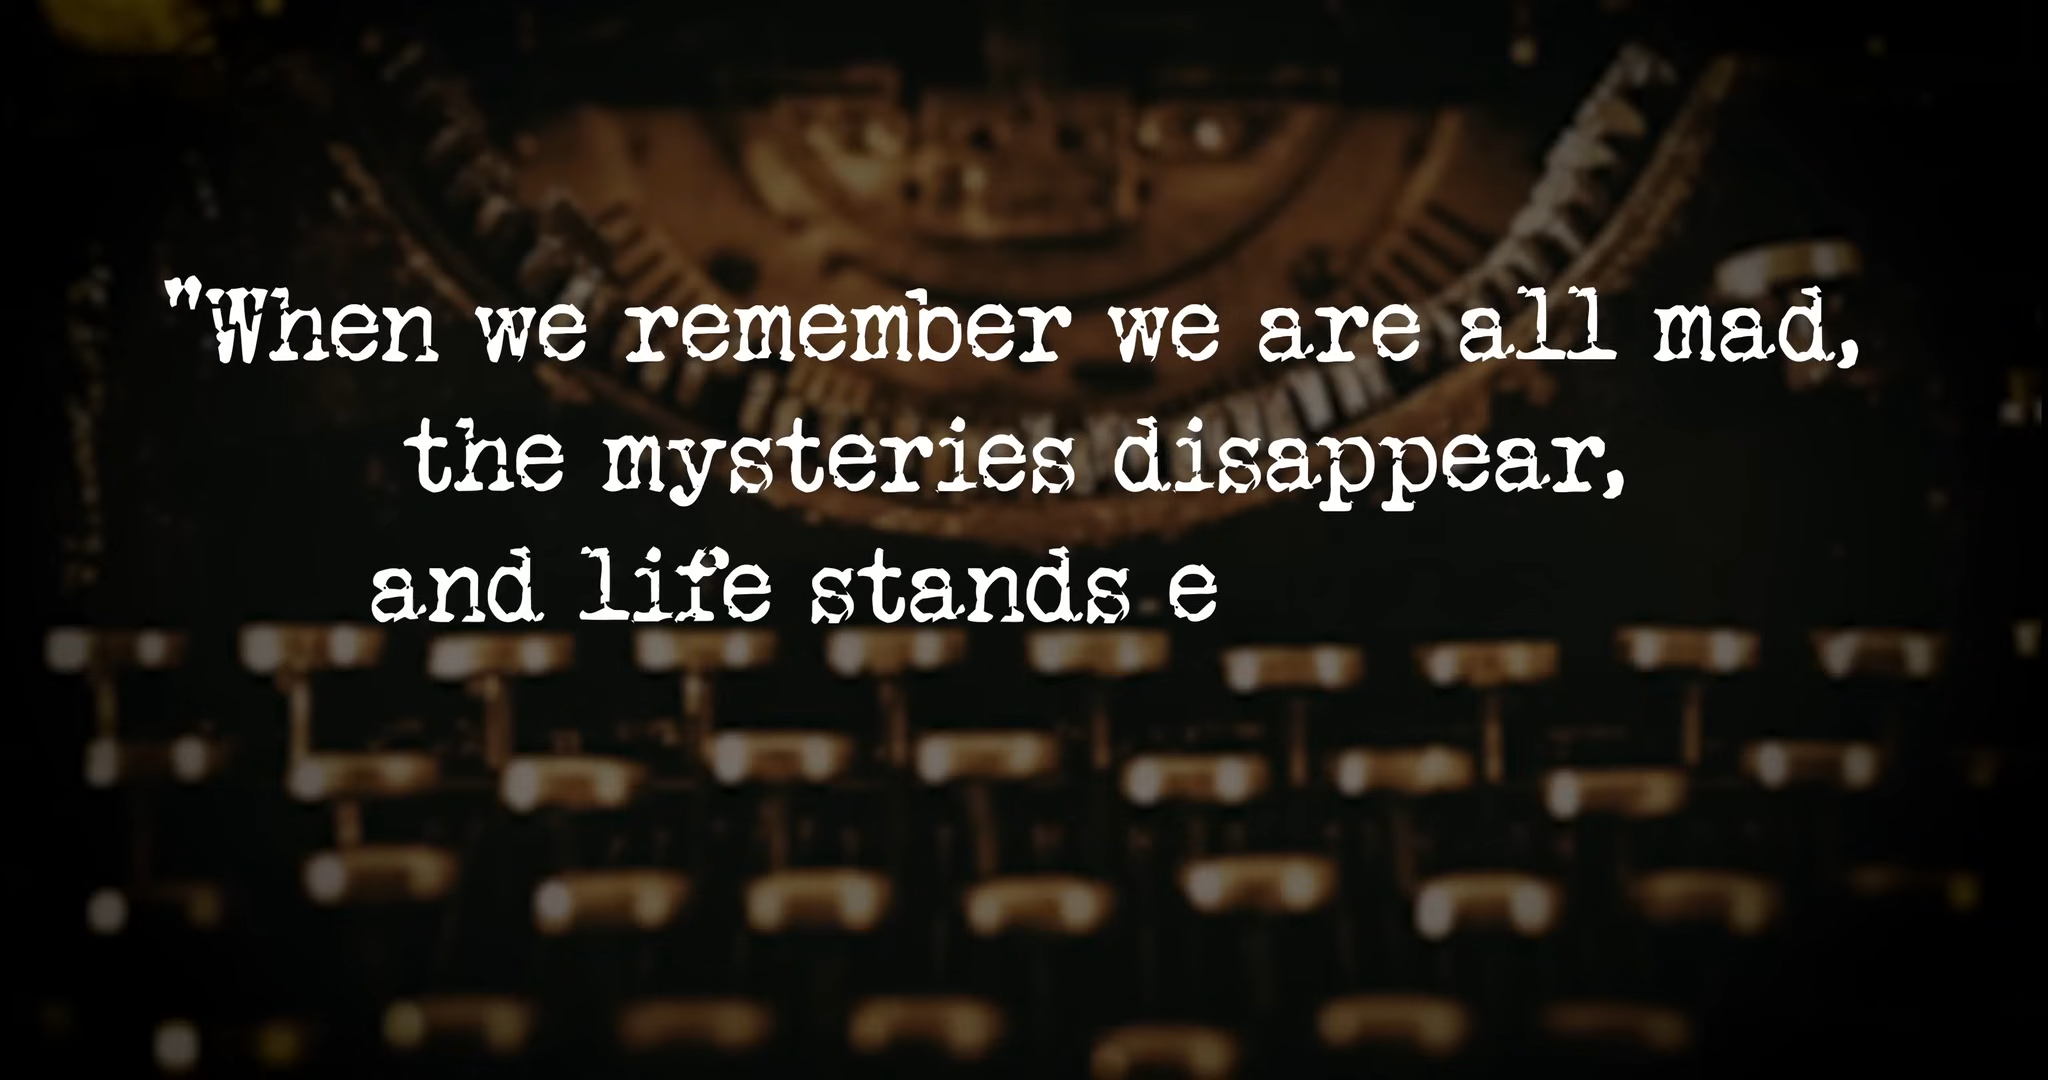 "When we remember we are all mad,
the mysteries disappear,
and life stands e